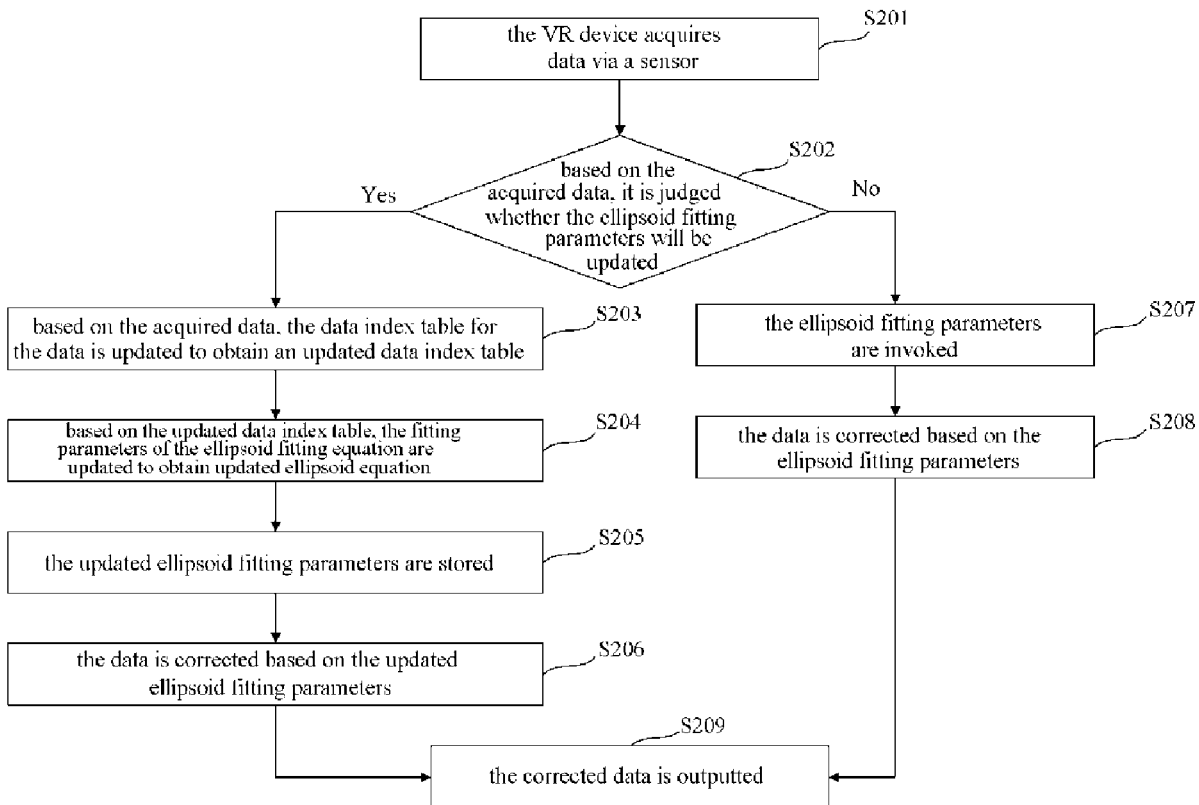 S201
the VR device acquires
data via a sensor
S202
based on the
acquired data, it is judged
whether the ellipsoid fitting
parameters will be
updated
Yes
No
S203
based on the acquired data, the data index table for
the data is updated to obtain an updated data index table
S204
based on the updated data index table, the fitting
parameters of the ellipsoid fitting equation are
updated to obtain updated ellipsoid equation
S205
the updated ellipsoid fitting parameters are stored
S206
the data is corrected based on the updated
ellipsoid fitting parameters
S207
the ellipsoid fitting parameters
are invoked
S208
the data is corrected based on the
ellipsoid fitting parameters
S209
the corrected data is outputted